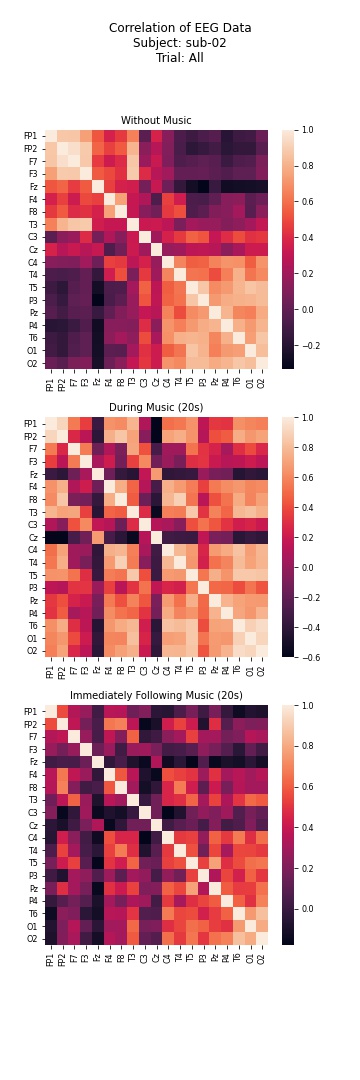 Correlation of EEG Data
Subject: sub-02
Trial: All
Without Music
FP1
FP2
F7
F3
Fz
F4
F8
T3
C3
Cz
C4
T4
T5
P3
Pz
P4
T6
O1
O2
FP1 FP2 F7 F3 Fz F4 F8 T3 C3 Cz C4 T4 T5 P3 Pz P4 T6 O1 O2
1.0
0.8
0.6
0.4
0.2
0.0
−0.2
During Music (20s)
FP1
FP2
F7
F3
Fz
F4
F8
T3
C3
Cz
C4
T4
T5
P3
Pz
P4
T6
O1
O2
FP1 FP2 F7 F3 Fz F4 F8 T3 C3 Cz C4 T4 T5 P3 Pz P4 T6 O1 O2
1.0
0.8
0.6
0.4
0.2
0.0
−0.2
−0.4
−0.6
Immediately Following Music (20s)
FP1
FP2
F7
F3
Fz
F4
F8
T3
C3
Cz
C4
T4
T5
P3
Pz
P4
T6
O1
O2
FP1 FP2 F7 F3 Fz F4 F8 T3 C3 Cz C4 T4 T5 P3 Pz P4 T6 O1 O2
1.0
0.8
0.6
0.4
0.2
0.0